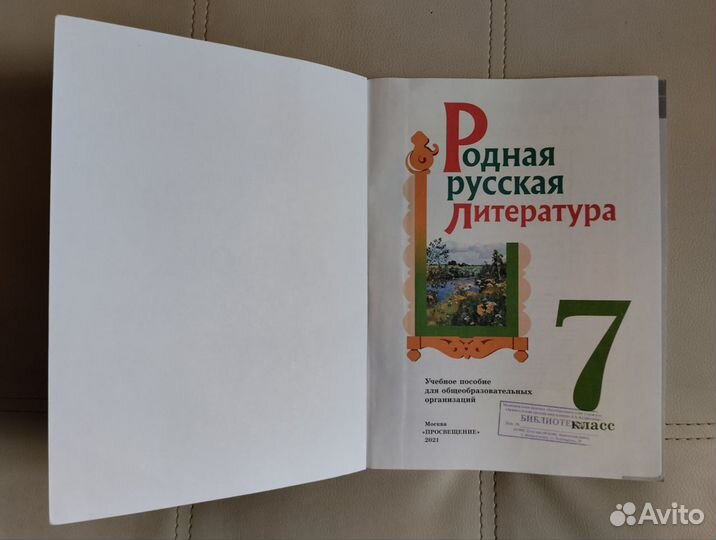 Родная
русская
литература
7
класс
Учебное пособие
для общеобразовательных
организаций
Москва
«ПРОСВЕЩЕНИЕ»
2021
БИБЛИОТЕКА
Avito